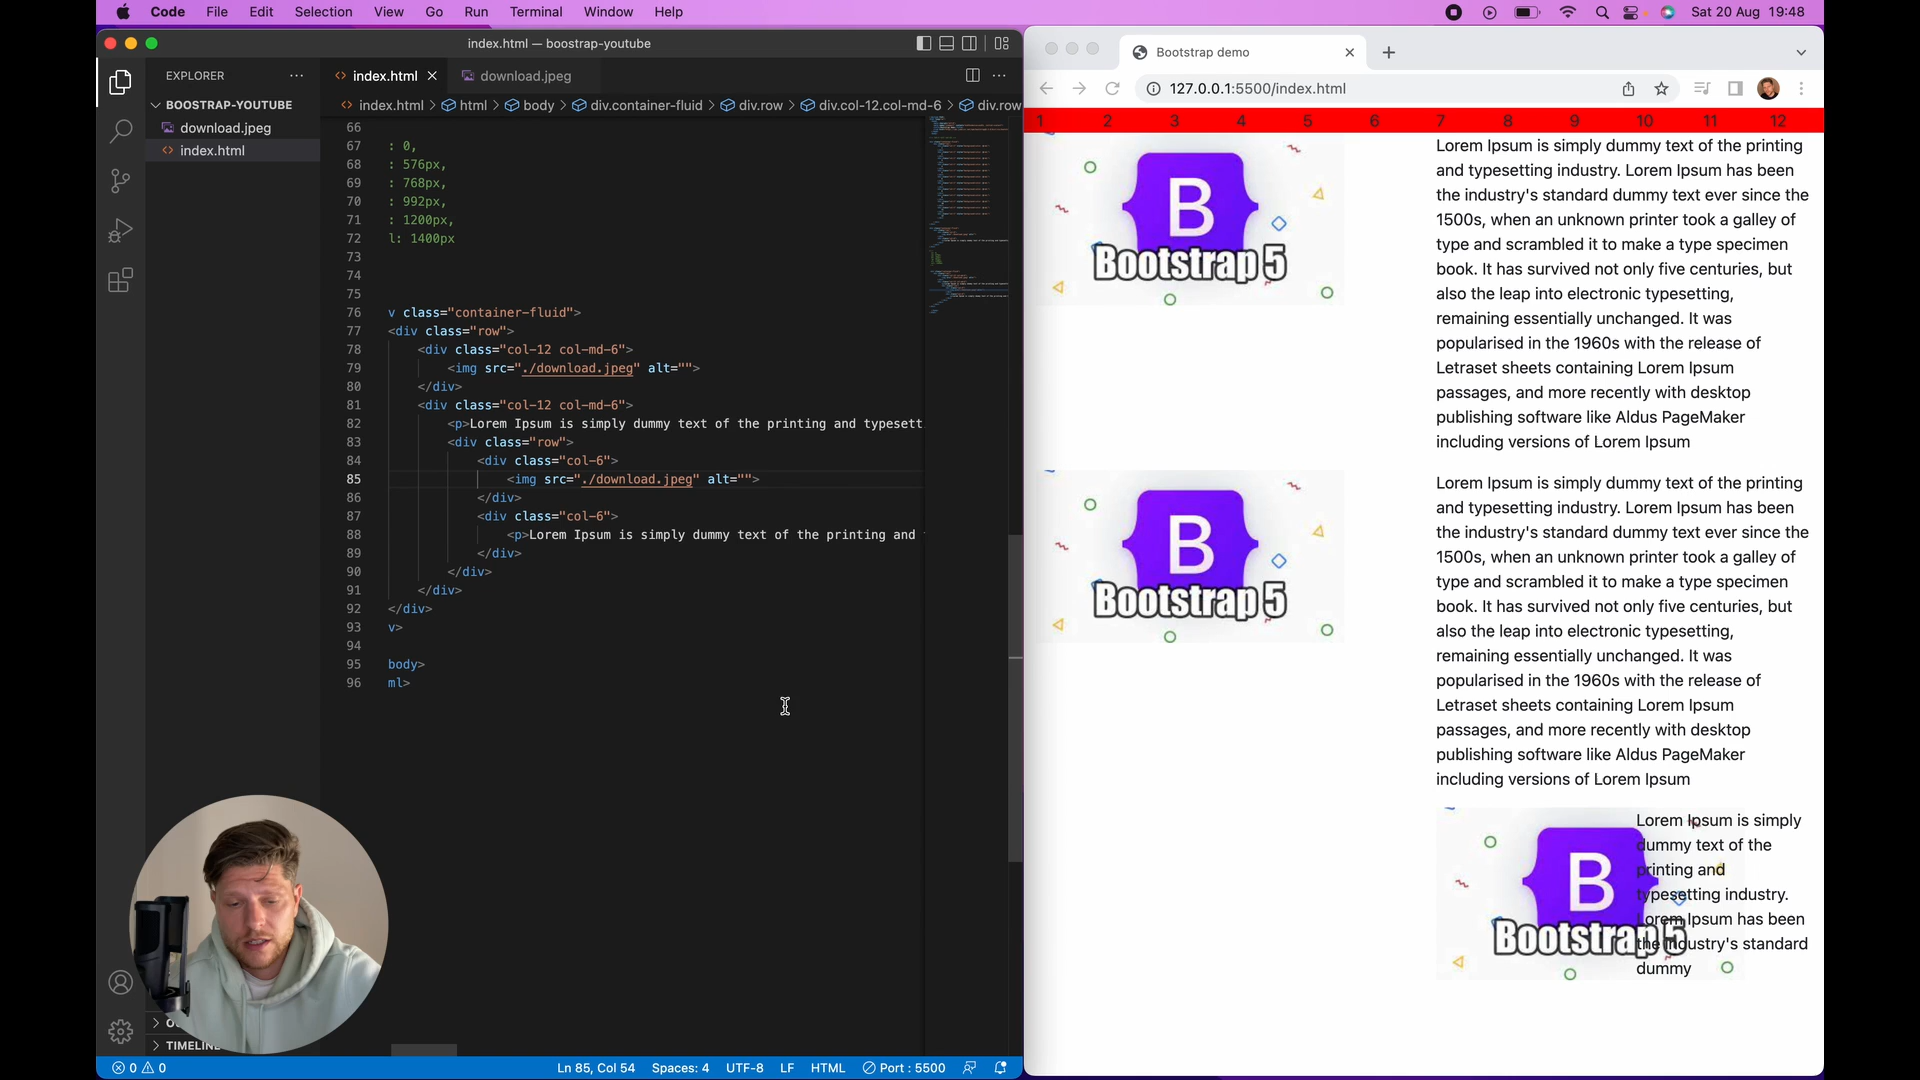 Code File Edit Selection View Go Run Terminal Window Help
Sat 20 Aug 19:48
index.html — boostrap-youtube
EXPLORER
BOOSTRAP-YOUTUBE
download.jpeg
index.html
index.html
download.jpeg
index.html > html > body > div.container-fluid > div.row > div.col-12.col-md-6 > div.row
66
67 : 0,
68 : 576px,
69 : 768px,
70 : 992px,
71 : 1200px,
72 l: 1400px
73
74
75
76 v class="container-fluid">
77 <div class="row">
78 <div class="col-12 col-md-6">
79 <img src="./download.jpeg" alt="">
80 </div>
81 <div class="col-12 col-md-6">
82 <p>Lorem Ipsum is simply dummy text of the printing and typesett
83 <div class="row">
84 <div class="col-6">
85 <img src="./download.jpeg" alt="">
86 </div>
87 <div class="col-6">
88 <p>Lorem Ipsum is simply dummy text of the printing and
89 </div>
90 </div>
91 </div>
92 </div>
93 v>
94
95 body>
96 ml>
TIMELINE
0 0
Ln 85, Col 54 Spaces: 4 UTF-8 LF HTML Port : 5500
Bootstrap demo
127.0.0.1:5500/index.html
1 2 3 4 5 6 7 8 9 10 11 12
B
Bootstrap 5
Lorem Ipsum is simply dummy text of the printing
and typesetting industry. Lorem Ipsum has been
the industry's standard dummy text ever since the
1500s, when an unknown printer took a galley of
type and scrambled it to make a type specimen
book. It has survived not only five centuries, but
also the leap into electronic typesetting,
remaining essentially unchanged. It was
popularised in the 1960s with the release of
Letraset sheets containing Lorem Ipsum
passages, and more recently with desktop
publishing software like Aldus PageMaker
including versions of Lorem Ipsum
B
Bootstrap 5
Lorem Ipsum is simply dummy text of the printing
and typesetting industry. Lorem Ipsum has been
the industry's standard dummy text ever since the
1500s, when an unknown printer took a galley of
type and scrambled it to make a type specimen
book. It has survived not only five centuries, but
also the leap into electronic typesetting,
remaining essentially unchanged. It was
popularised in the 1960s with the release of
Letraset sheets containing Lorem Ipsum
passages, and more recently with desktop
publishing software like Aldus PageMaker
including versions of Lorem Ipsum
B
Bootstrap 5
Lorem Ipsum is simply
dummy text of the
printing and
typesetting industry.
Lorem Ipsum has been
the industry's standard
dummy